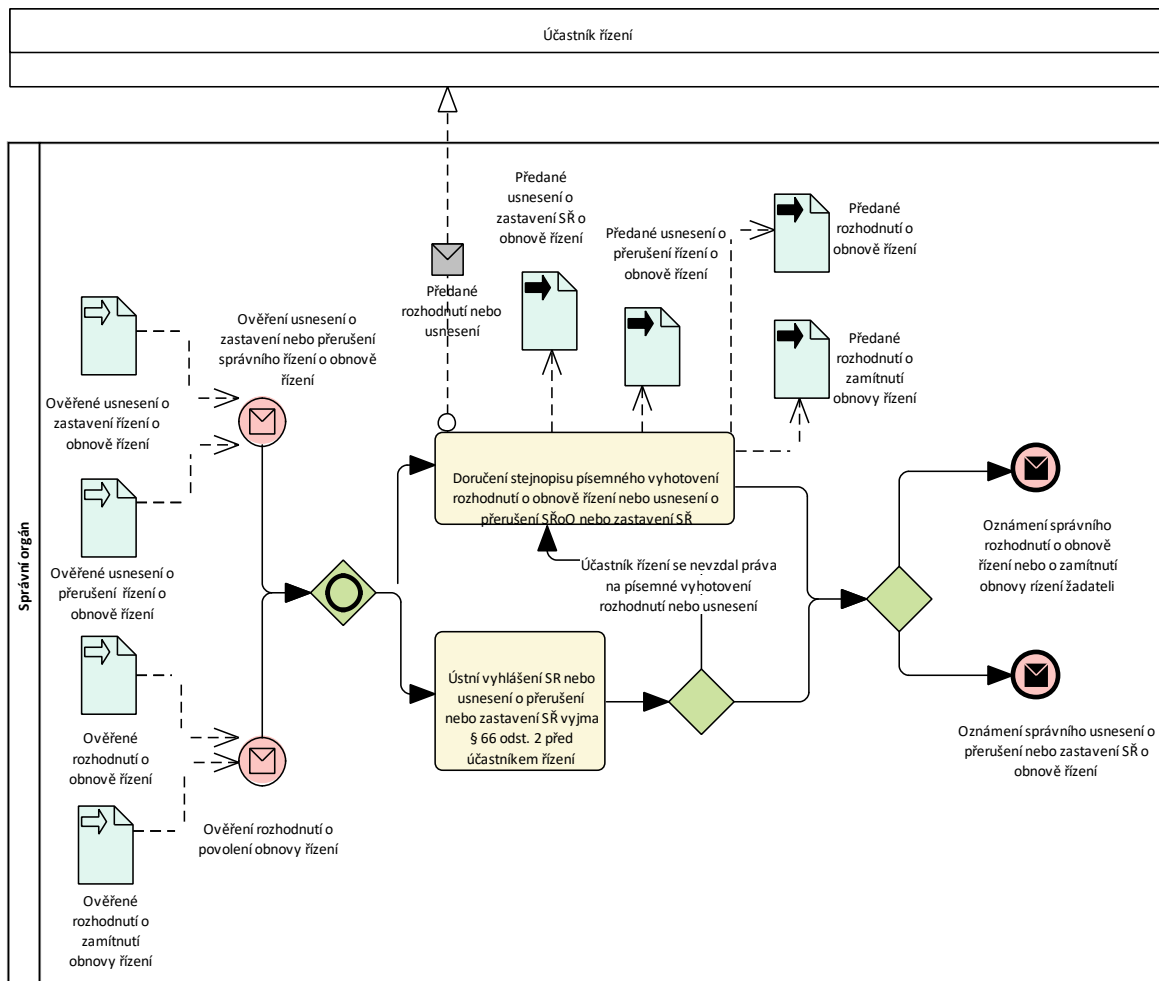 Účastník řízení
Správní orgán
Předané
usnesení o
zastavení SŘ o
obnově řízení
Předané usnesení o
přerušení řízení o
obnově řízení
Předané
rozhodnutí o
obnově řízení
Předané
rozhodnutí nebo
usnesení
Předané
rozhodnutí o
zamítnutí
obnovy řízení
Ověření usnesení o
zastavení nebo přerušení
správního řízení o obnově
řízení
Ověřené usnesení o
zastavení řízení o
obnově řízení
Ověřené usnesení o
přerušení  řízení o
obnově řízení
Ověřené
rozhodnutí o
obnově řízení
Ověření rozhodnutí o
povolení obnovy řízení
Ověřené
rozhodnutí o
zamítnutí
obnovy řízení
Doručení stejnopisu písemného vyhotovení
rozhodnutí o obnově řízení nebo usnesení o
přerušení SŘoO nebo zastavení SŘ
Účastník řízení se nevzdal práva
na písemné vyhotovení
rozhodnutí nebo usnesení
Ústní vyhlášení SR nebo
usnesení o přerušení
nebo zastavení SŘ vyjma
§ 66 odst. 2 před
účastníkem řízení
Oznámení správního
rozhodnutí o obnově
řízení nebo o zamítnutí
obnovy rízení žadateli
Oznámení správního usnesení o
přerušení nebo zastavení SŘ o
obnově řízení